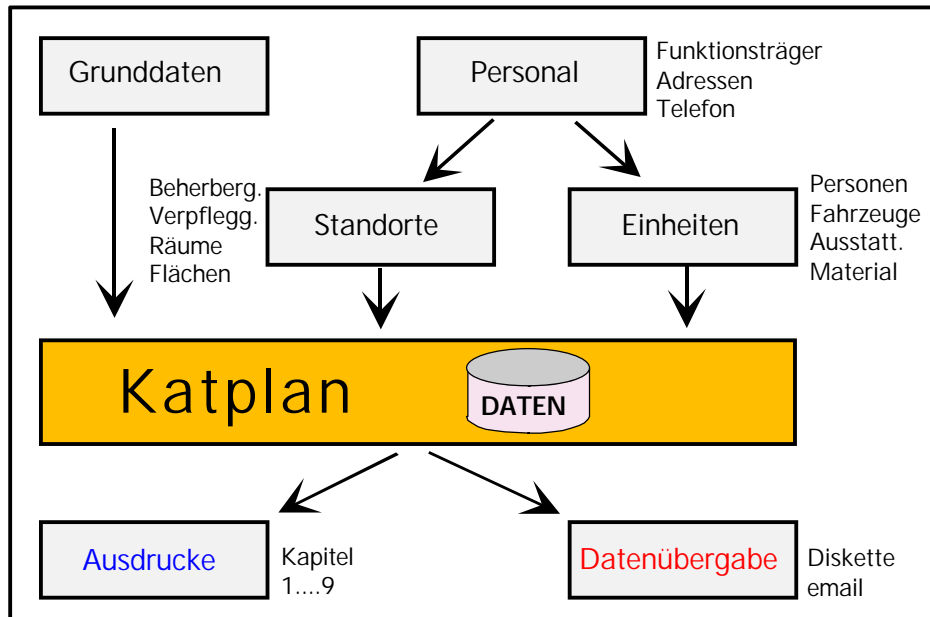 Grunddaten
Personal
Funktionsträger
Adressen
Telefon
Beherberg.
Verpflegg.
Räume
Flächen
Standorte
Einheiten
Personen
Fahrzeuge
Ausstatt.
Material
Katplan
DATEN
Ausdrucke
Kapitel
1....9
Datenübergabe
Diskette
email